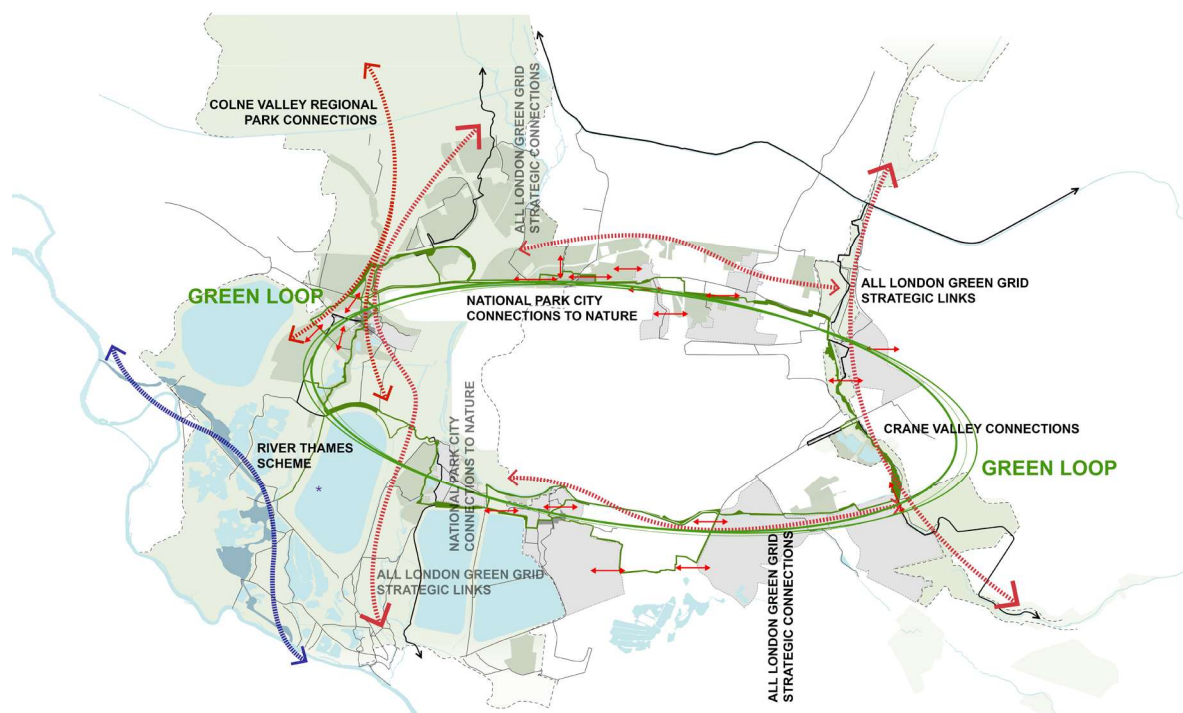 COLNE VALLEY REGIONAL
PARK CONNECTIONS
ALL LONDON GREEN GRID
STRATEGIC CONNECTIONS
GREEN LOOP
NATIONAL PARK CITY
CONNECTIONS TO NATURE
ALL LONDON GREEN GRID
STRATEGIC LINKS
RIVER THAMES
SCHEME
*
NATIONAL PARK CITY
CONNECTIONS TO NATURE
CRANE VALLEY CONNECTIONS
GREEN LOOP
ALL LONDON GREEN GRID
STRATEGIC LINKS
ALL LONDON GREEN GRID
STRATEGIC CONNECTIONS